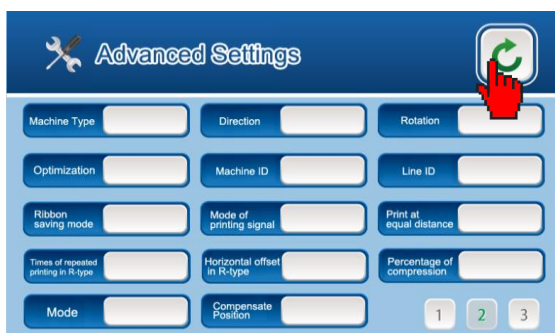 Advanced Settings
Machine Type
Direction
Rotation
Optimization
Machine ID
Line ID
Ribbon
saving mode
Mode of
printing signal
Print at
equal distance
Times of repeated
printing in R-type
Horizontal offset
in R-type
Percentage of
compression
Mode
Compensate
Position
1 2 3